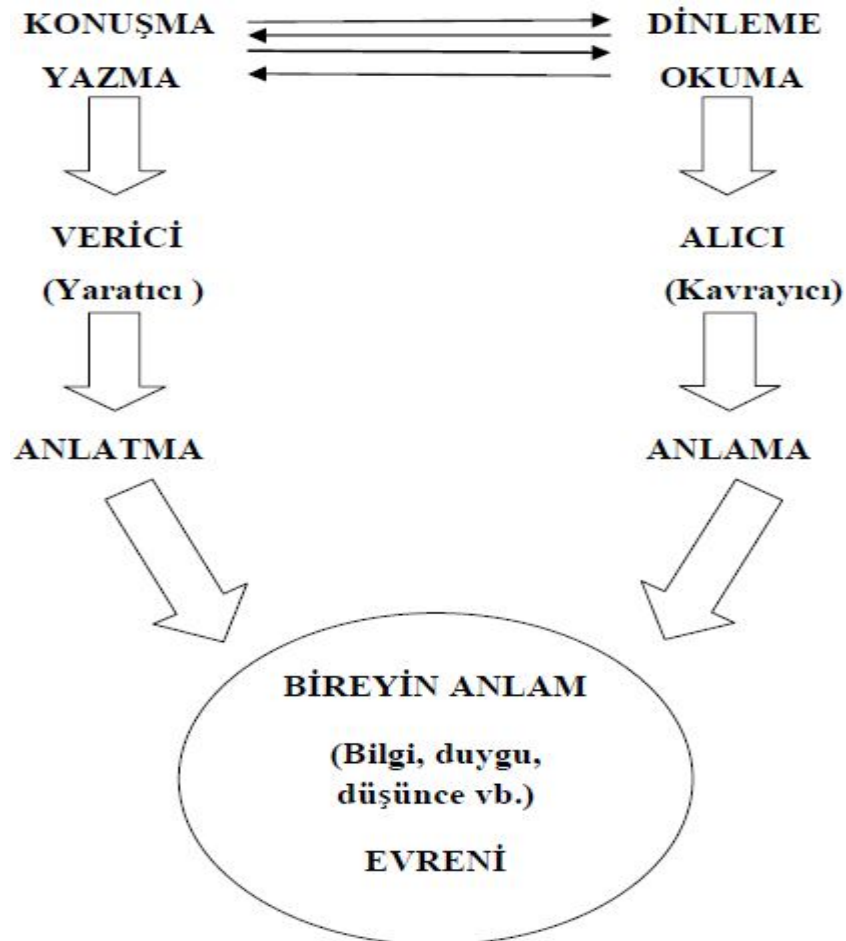 KONUŞMA DİNLEME
YAZMA OKUMA
VERİCİ ALICI
(Yaratıcı ) (Kavrayıcı)
ANLATMA ANLAMA
BİREYİN ANLAM
(Bilgi, duygu,
düşünce vb.)
EVRENİ